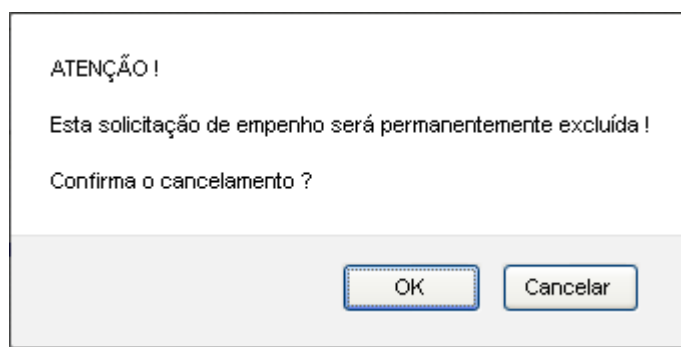 ATENÇÃO !
Esta solicitação de empenho será permanentemente excluída !
Confirma o cancelamento ?
OK
Cancelar